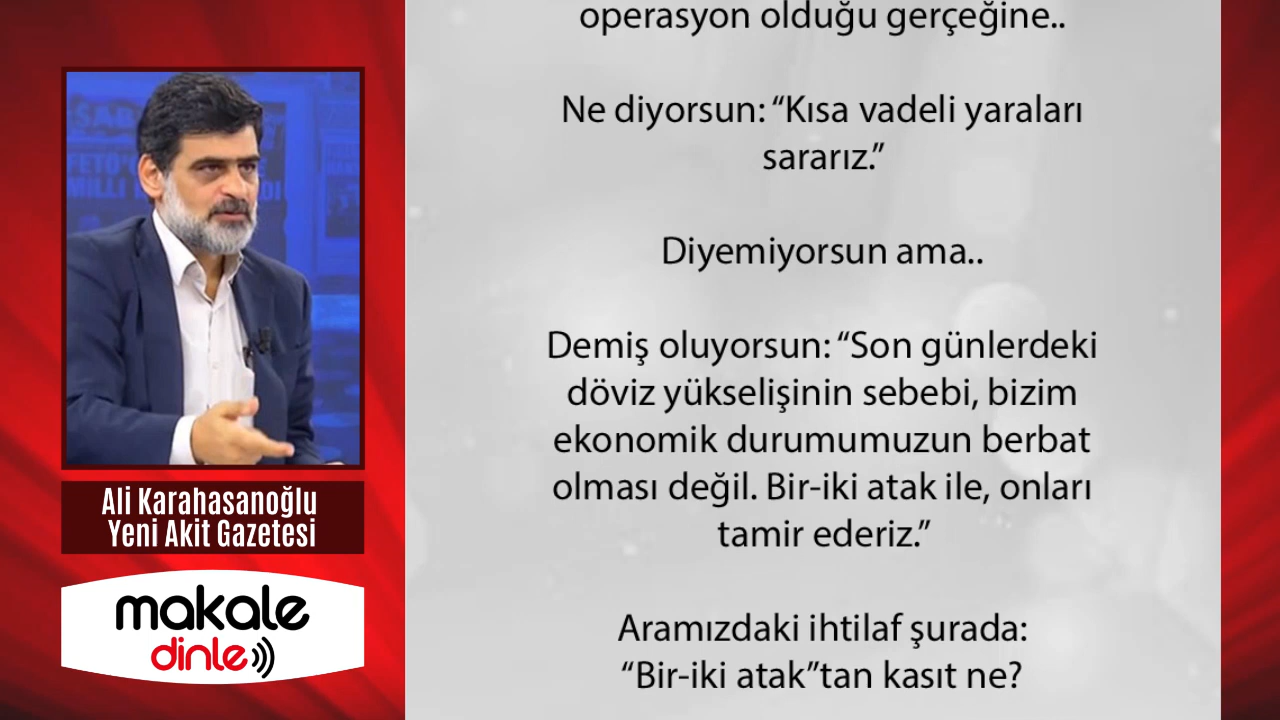 operasyon olduğu gerçeğine..
Ne diyorsun: “Kısa vadeli yaraları
sararız.”
Diyemiyorsun ama..
Demiş oluyorsun: “Son günlerdeki
döviz yükselişinin sebebi, bizim
ekonomik durumumuzun berbat
olması değil. Bir-iki atak ile, onları
tamir ederiz.”
Aramızdaki ihtilaf şurada:
“Bir-iki atak”tan kasıt ne?
Ali Karahasanoğlu
Yeni Akit Gazetesi
makale
dinle